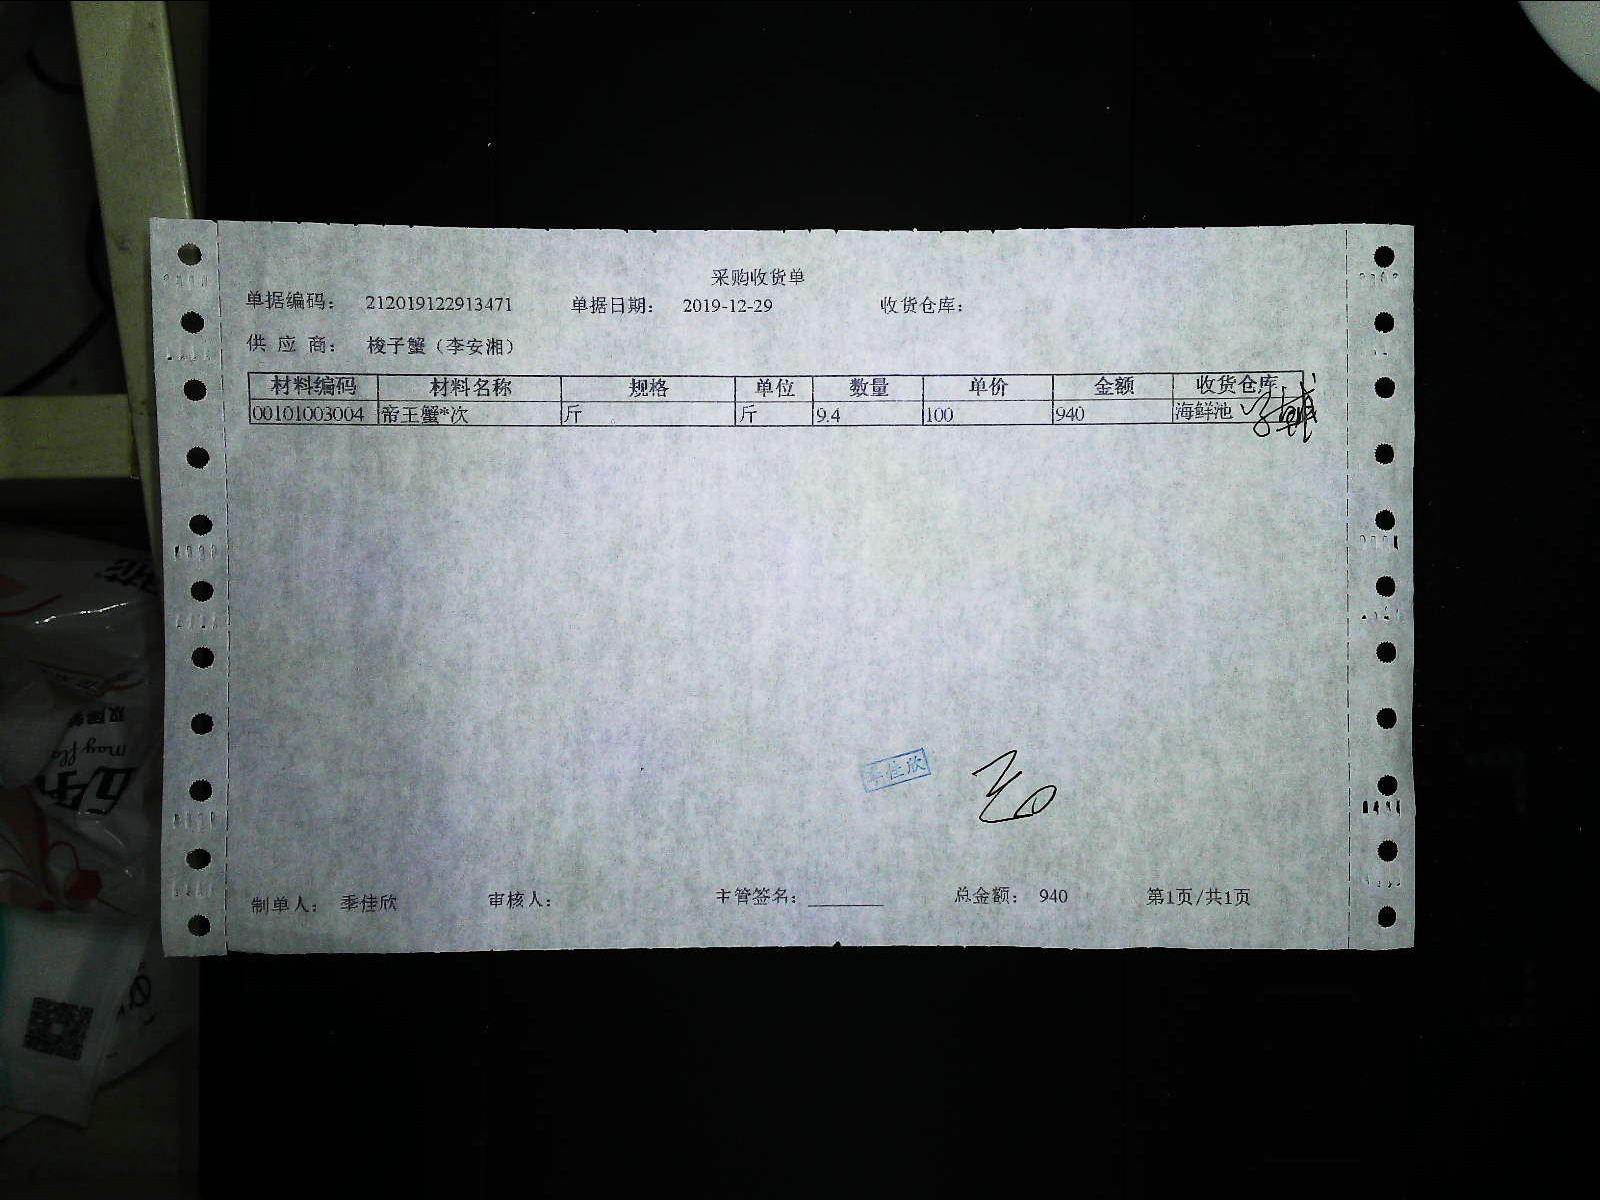 采购收货单
单据编码： 212019122913471 单据日期： 2019-12-29 收货仓库：
供 应 商： 梭子蟹（李安湘）
材料编码 材料名称 规格 单位 数量 单价 金额 收货仓库
00101003004 帝王蟹*次 斤 斤 9.4 100 940 海鲜池
季佳欣
制单人： 季佳欣 审核人： 主管签名：________ 总金额： 940 第1页/共1页